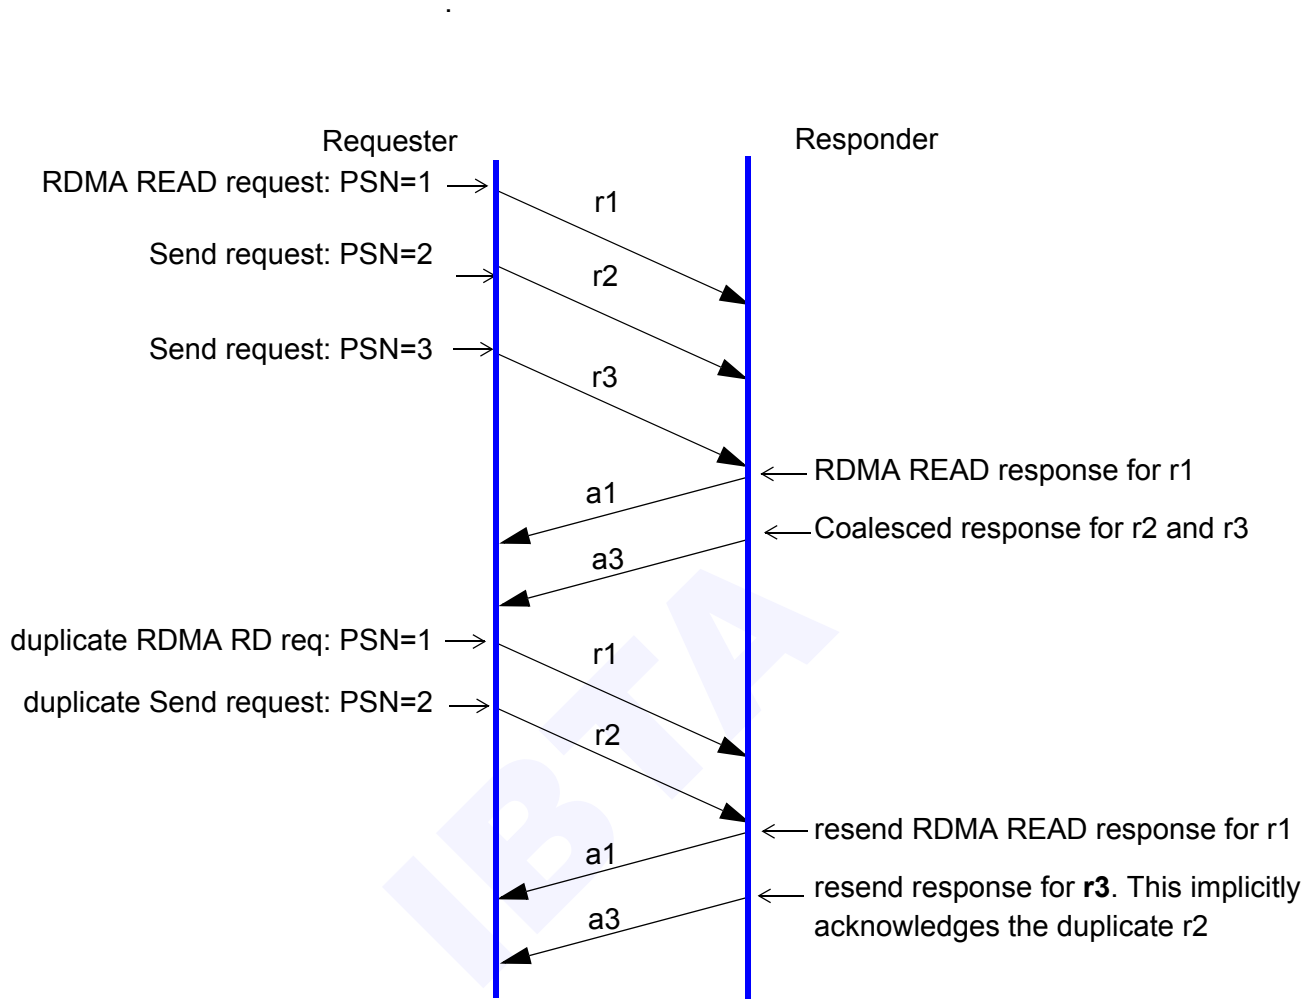 .
Requester
Responder
RDMA READ request: PSN=1
r1
Send request: PSN=2
r2
Send request: PSN=3
r3
RDMA READ response for r1
a1
Coalesced response for r2 and r3
a3
duplicate RDMA RD req: PSN=1
r1
duplicate Send request: PSN=2
r2
resend RDMA READ response for r1
a1
resend response for r3. This implicitly
acknowledges the duplicate r2
a3
IBTA